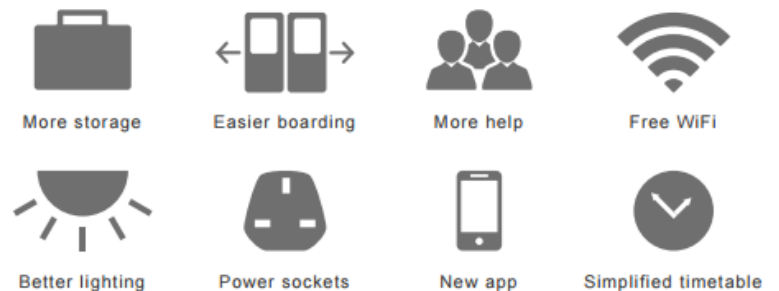 More storage
Easier boarding
More help
Free WiFi
Better lighting
Power sockets
New app
Simplified timetable